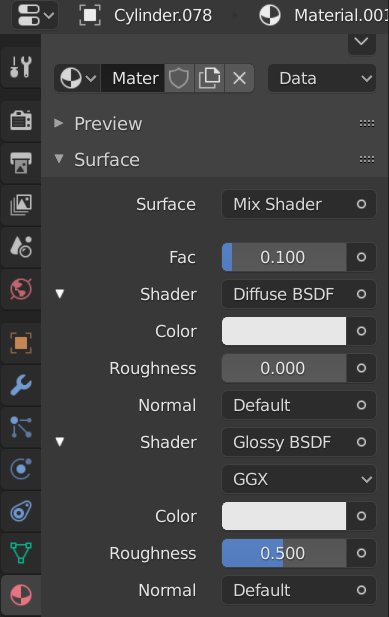 Cylinder.078 Material.001
Mater Data
Preview
Surface
Surface Mix Shader
Fac 0.100
Shader Diffuse BSDF
Color
Roughness 0.000
Normal Default
Shader Glossy BSDF
GGX
Color
Roughness 0.500
Normal Default